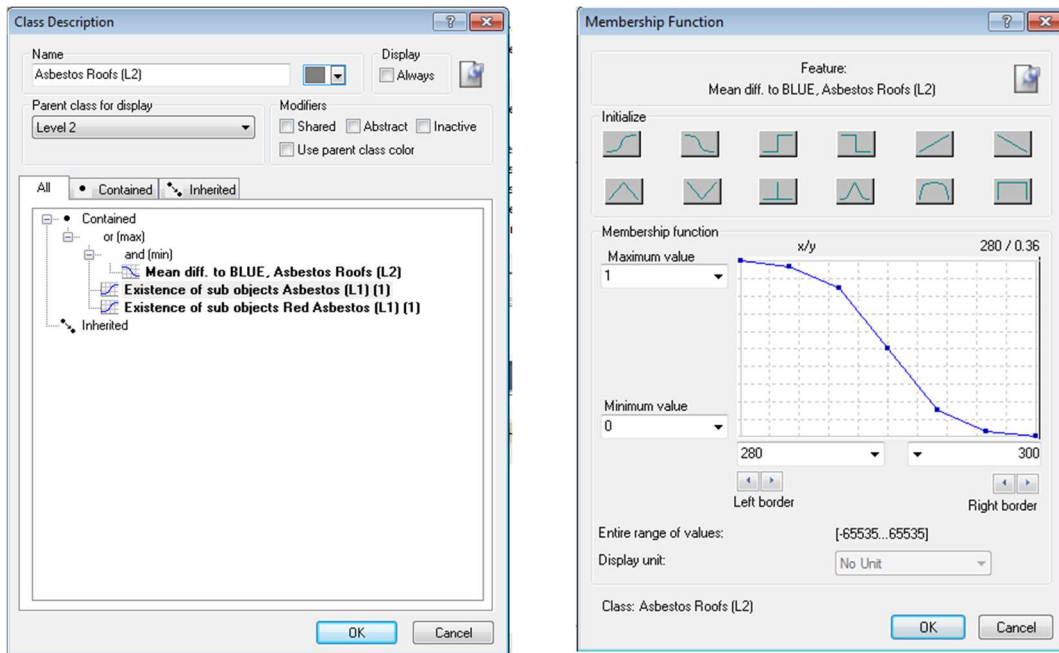 Class Description
Name
Asbestos Roofs (L2)
Display
Always
Parent class for display
Level 2
Modifiers
Shared Abstract Inactive
Use parent class color
All Contained Inherited
Contained
or (max)
and (min)
Mean diff. to BLUE, Asbestos Roofs (L2)
Existence of sub objects Asbestos (L1) (1)
Existence of sub objects Red Asbestos (L1) (1)
Inherited
OK Cancel
Membership Function
Feature:
Mean diff. to BLUE, Asbestos Roofs (L2)
Initialize
Membership function
Maximum value x/y 280 / 0.36
1
Minimum value
0
280 300
Left border Right border
Entire range of values: [-65535...65535]
Display unit: No Unit
Class: Asbestos Roofs (L2)
OK Cancel